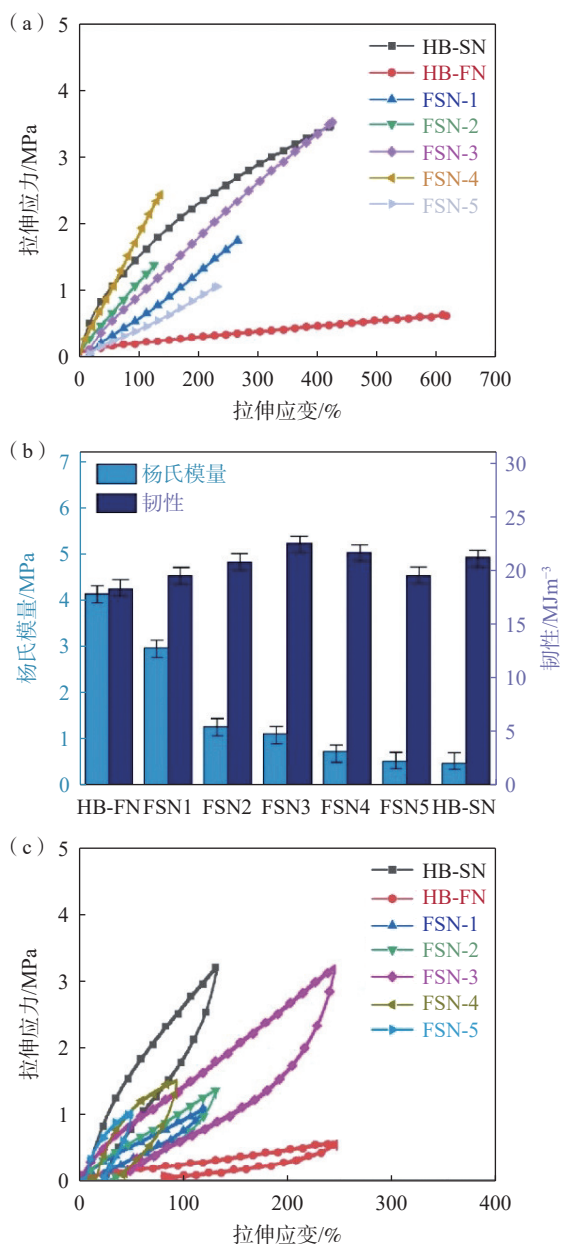 （a）
5
4
3
2
1
0
拉伸应力/MPa
HB-SN
HB-FN
FSN-1
FSN-2
FSN-3
FSN-4
FSN-5
0 100 200 300 400 500 600 700
拉伸应变/%
（b）
7
6
5
4
3
2
1
0
杨氏模量/MPa
杨氏模量
韧性
30
25
20
15
10
5
0
韧性/MJm⁻³
HB-FN FSN1 FSN2 FSN3 FSN4 FSN5 HB-SN
（c）
5
4
3
2
1
0
拉伸应力/MPa
HB-SN
HB-FN
FSN-1
FSN-2
FSN-3
FSN-4
FSN-5
0 100 200 300 400
拉伸应变/%